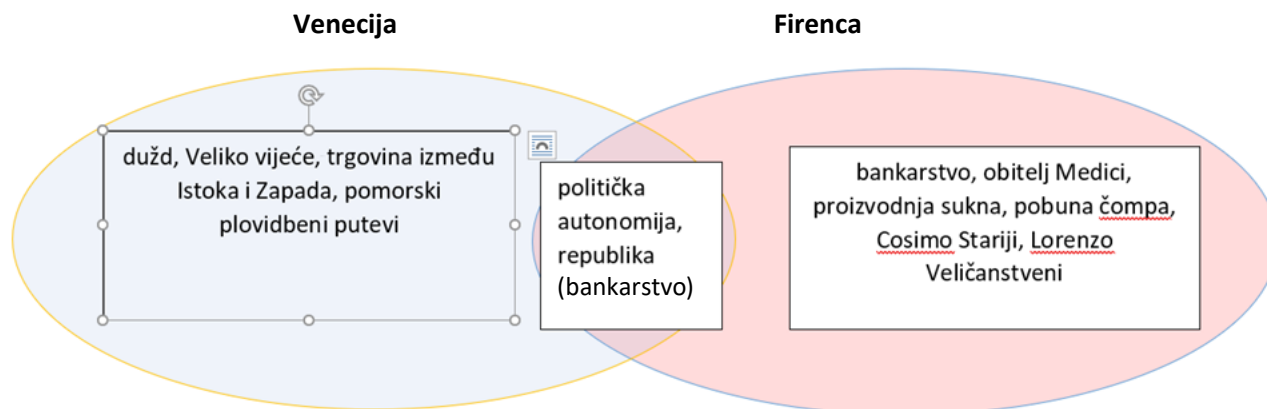 Venecija
Firenca
dužd, Veliko vijeće, trgovina između
Istoka i Zapada, pomorski
plovidbeni putevi
politička
autonomija,
republika
(bankarstvo)
bankarstvo, obitelj Medici,
proizvodnja sukna, pobuna čompa,
Cosimo Stariji, Lorenzo
Veličanstveni